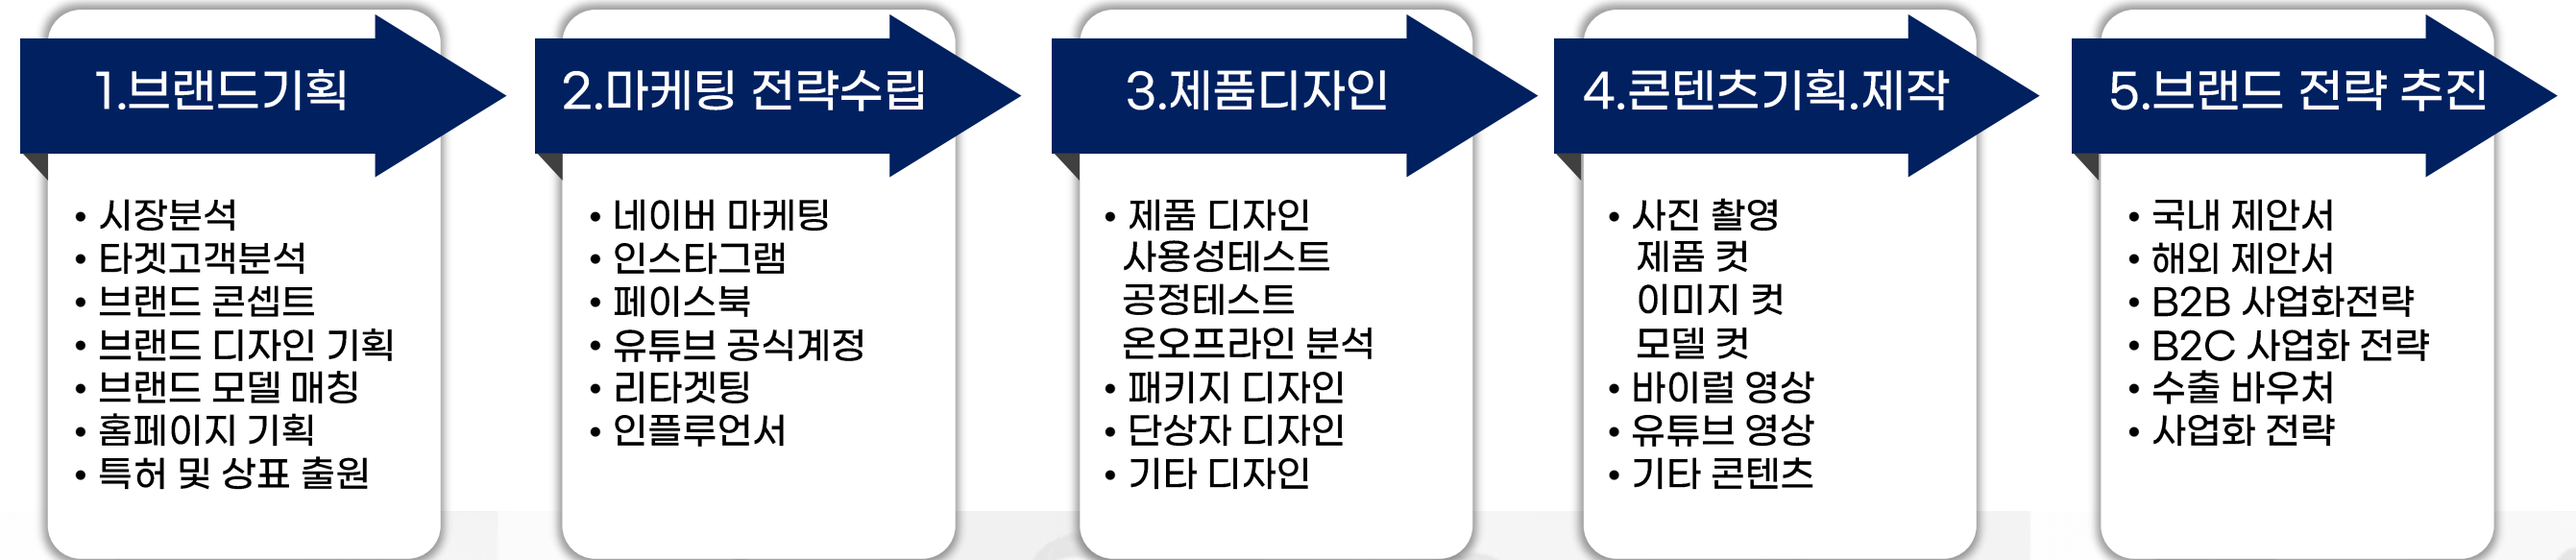 1.브랜드기획
• 시장분석
• 타겟고객분석
• 브랜드 콘셉트
• 브랜드 디자인 기획
• 브랜드 모델 매칭
• 홈페이지 기획
• 특허 및 상표 출원
2.마케팅 전략수립
• 네이버 마케팅
• 인스타그램
• 페이스북
• 유튜브 공식계정
• 리타겟팅
• 인플루언서
3.제품디자인
• 제품 디자인
사용성테스트
공정테스트
온오프라인 분석
• 패키지 디자인
• 단상자 디자인
• 기타 디자인
4.콘텐츠기획.제작
• 사진 촬영
제품 컷
이미지 컷
모델 컷
• 바이럴 영상
• 유튜브 영상
• 기타 콘텐츠
5.브랜드 전략 추진
• 국내 제안서
• 해외 제안서
• B2B 사업화전략
• B2C 사업화 전략
• 수출 바우처
• 사업화 전략